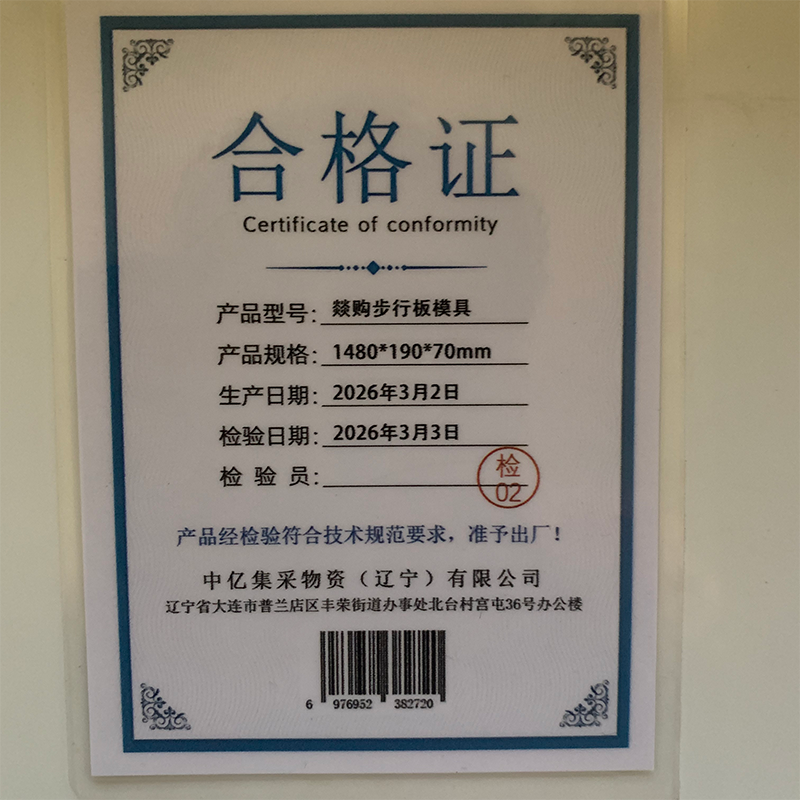 合格证
Certificate of conformity
产品型号：燚购步行板模具
产品规格：1480*190*70mm
生产日期：2026年3月2日
检验日期：2026年3月3日
检 验 员：
检
02
产品经检验符合技术规范要求，准予出厂！
中亿集采物资（辽宁）有限公司
辽宁省大连市普兰店区丰荣街道办事处北台村宫屯36号办公楼
6 976952 382720